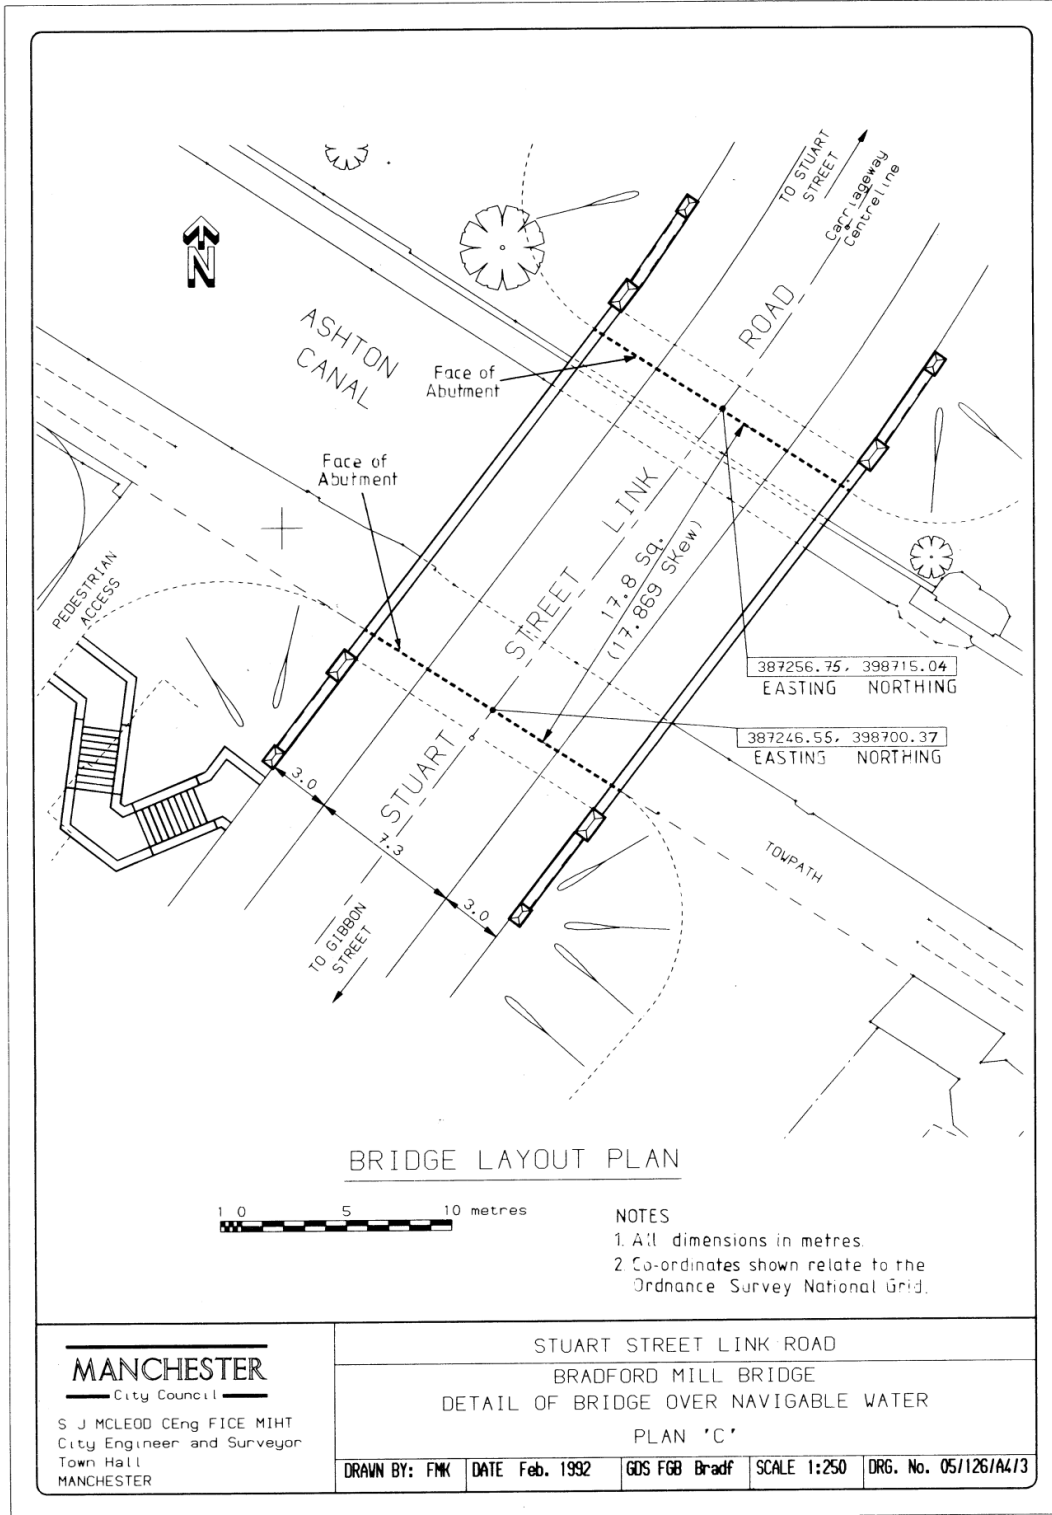 TO STUART
STREET
Carriageway
Centreline
N
ASHTON
CANAL
ROAD
Face of
Abutment
Face of
Abutment
LINK
17.8 Sq.
(17.869 Skew)
STREET
PEDESTRIAN
ACCESS
387256.75, 398715.04
EASTING NORTHING
387246.55, 398700.37
EASTING NORTHING
STUART
3.0
7.3
3.0
TOWPATH
TO GIBBON
STREET
BRIDGE LAYOUT PLAN
1 0 5 10 metres
NOTES
1. All dimensions in metres.
2. Co-ordinates shown relate to the
Ordnance Survey National Grid.
MANCHESTER
City Council
S J MCLEOD CEng FICE MIHT
City Engineer and Surveyor
Town Hall
MANCHESTER
STUART STREET LINK ROAD
BRADFORD MILL BRIDGE
DETAIL OF BRIDGE OVER NAVIGABLE WATER
PLAN 'C'
DRAWN BY: FMK
DATE Feb. 1992
GDS FGB Bradf
SCALE 1:250
DRG. No. 05/126/A4/3